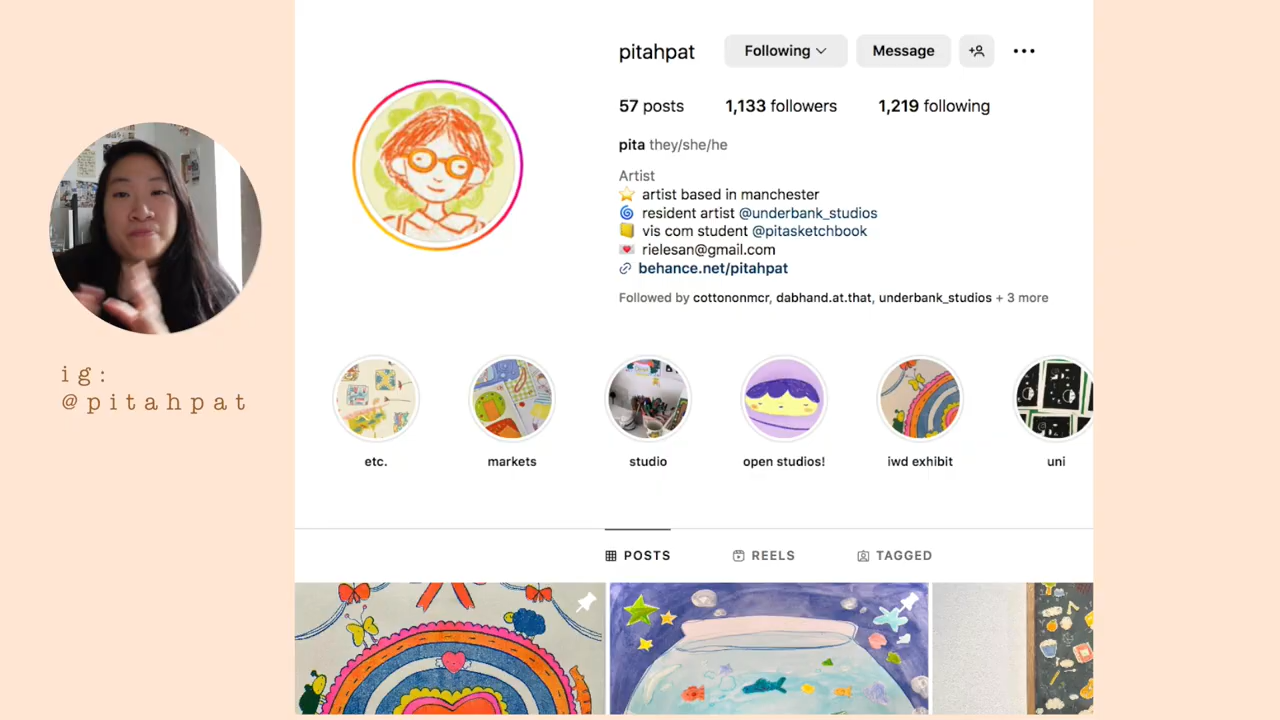 pitahpat Following Message
57 posts 1,133 followers 1,219 following
pita they/she/he
Artist
⭐ artist based in manchester
🌀 resident artist @underbank_studios
📒 vis com student @pitasketchbook
💌 rielesan@gmail.com
behance.net/pitahpat
Followed by cottononmcr, dabhand.at.that, underbank_studios + 3 more
ig:
@pitahpat
etc. markets studio open studios! iwd exhibit uni
POSTS REELS TAGGED